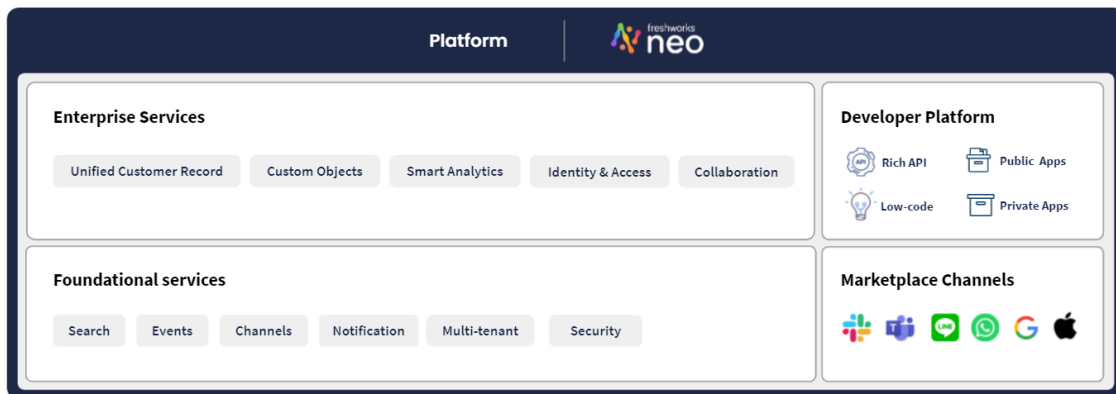 Platform
freshworks
neo
Enterprise Services
Unified Customer Record
Custom Objects
Smart Analytics
Identity & Access
Collaboration
Developer Platform
API
Rich API
Public Apps
Low-code
Private Apps
Foundational services
Search
Events
Channels
Notification
Multi-tenant
Security
Marketplace Channels
T
LINE